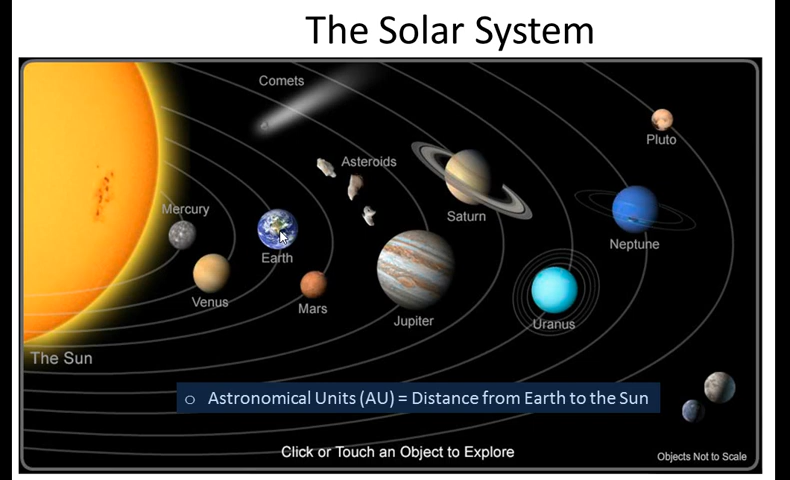 The Solar System
Comets
Pluto
Asteroids
Mercury
Saturn
Neptune
Earth
Venus
Mars
Jupiter
Uranus
The Sun
o Astronomical Units (AU) = Distance from Earth to the Sun
Click or Touch an Object to Explore
Objects Not to Scale